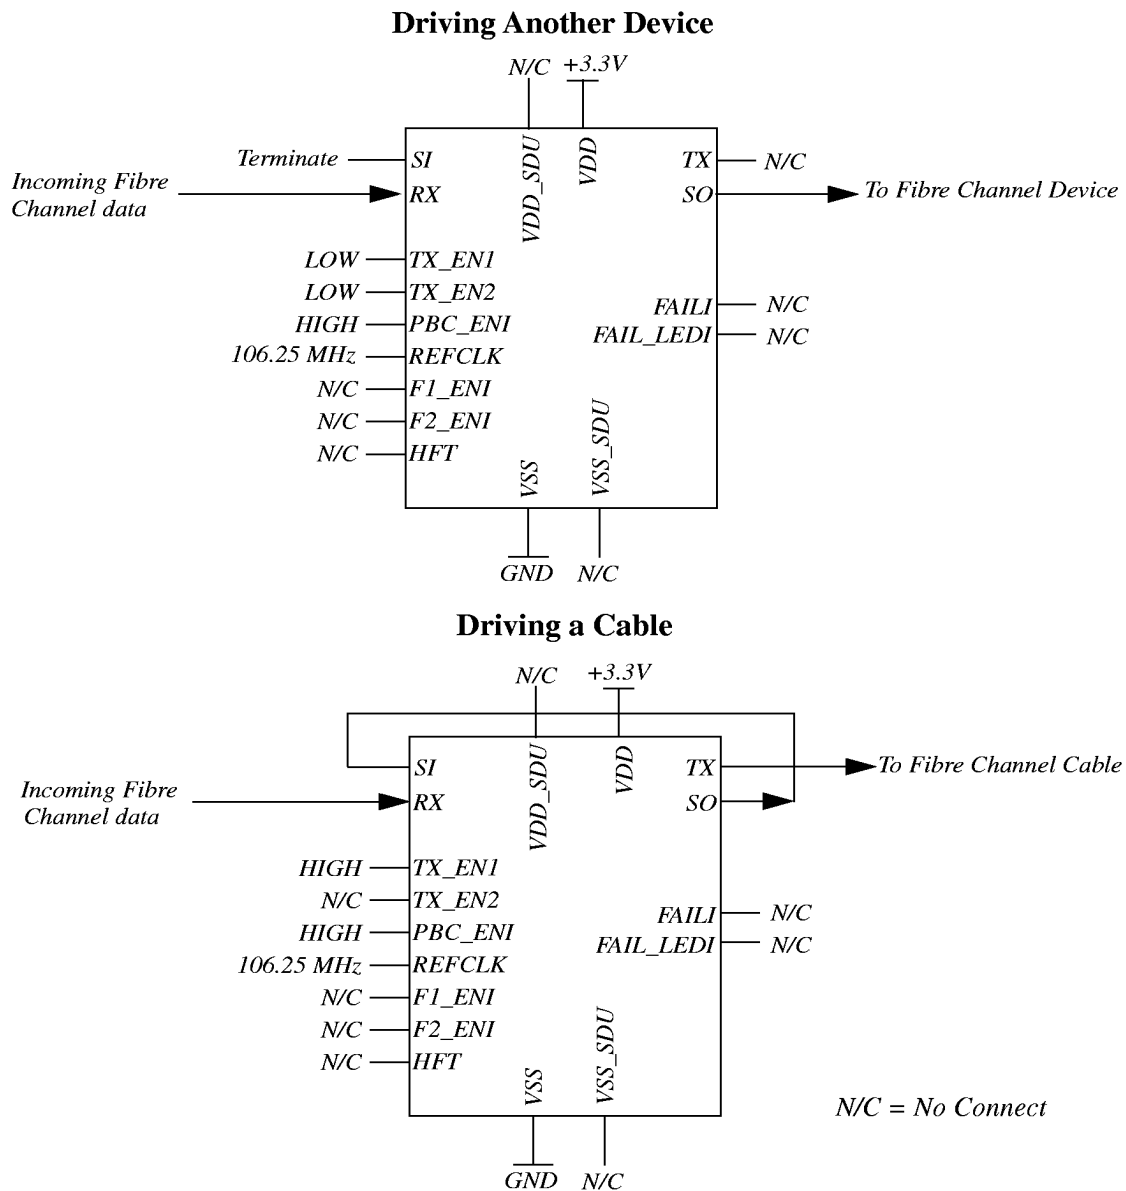 Driving Another Device
N/C +3.3V
VDD_SDU
VDD
Terminate SI
TX N/C
Incoming Fibre
Channel data
RX
SO To Fibre Channel Device
LOW TX_EN1
LOW TX_EN2
HIGH PBC_ENI
106.25 MHz REFCLK
N/C F1_ENI
N/C F2_ENI
N/C HFT
FAILI N/C
FAIL_LEDI N/C
VSS
VSS_SDU
GND N/C
Driving a Cable
N/C +3.3V
VDD_SDU
VDD
SI
TX To Fibre Channel Cable
Incoming Fibre
Channel data
RX
SO
HIGH TX_EN1
N/C TX_EN2
HIGH PBC_ENI
106.25 MHz REFCLK
N/C F1_ENI
N/C F2_ENI
N/C HFT
FAILI N/C
FAIL_LEDI N/C
VSS
VSS_SDU
GND N/C
N/C = No Connect